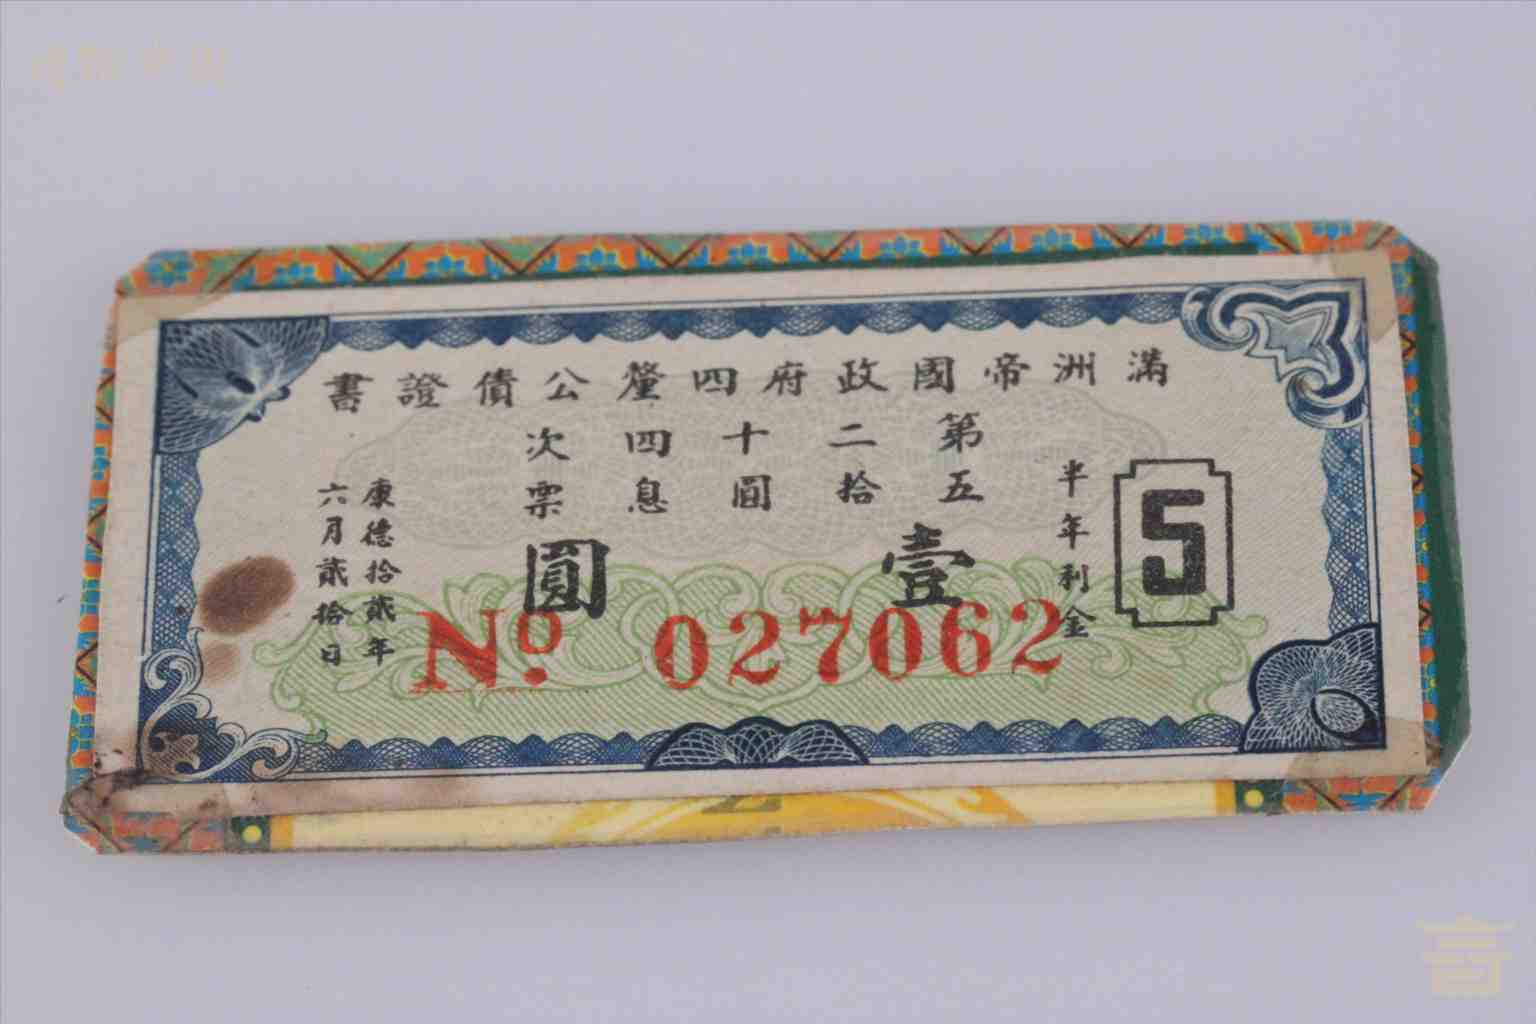 滿洲帝國政府四釐公債證書
第二十四次
五拾圓息票
壹圓
5
半年利金
康德拾貳年
六月貳拾日
Nº 027062